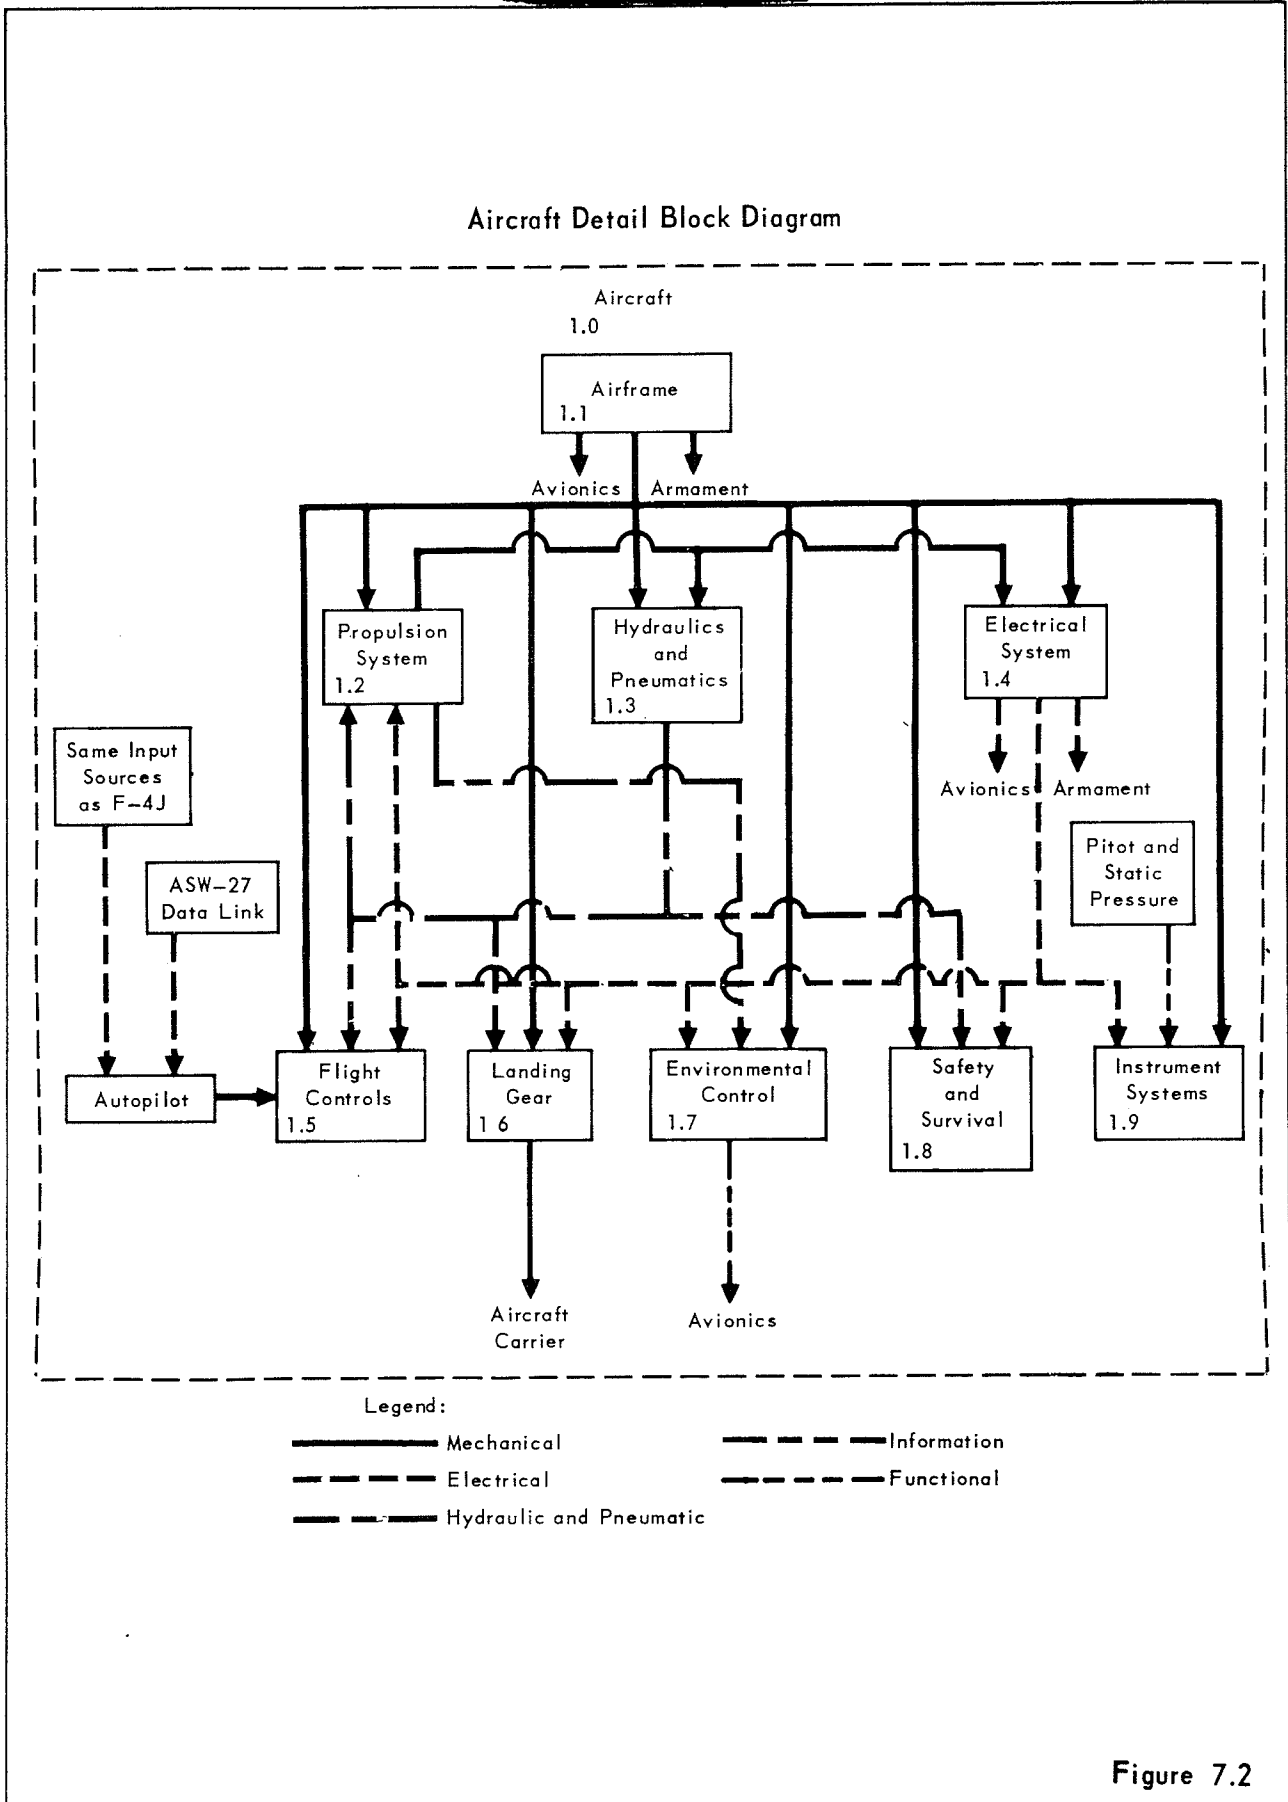 Aircraft Detail Block Diagram
Aircraft
1.0
Airframe
1.1
Avionics
Armament
Propulsion
System
1.2
Hydraulics
and
Pneumatics
1.3
Electrical
System
1.4
Same Input
Sources
as F-4J
Avionics
Armament
Pitot and
Static
Pressure
ASW-27
Data Link
Autopilot
Flight
Controls
1.5
Landing
Gear
1 6
Environmental
Control
1.7
Safety
and
Survival
1.8
Instrument
Systems
1.9
Aircraft
Carrier
Avionics
Legend:
Mechanical
Information
Electrical
Functional
Hydraulic and Pneumatic
Figure 7.2